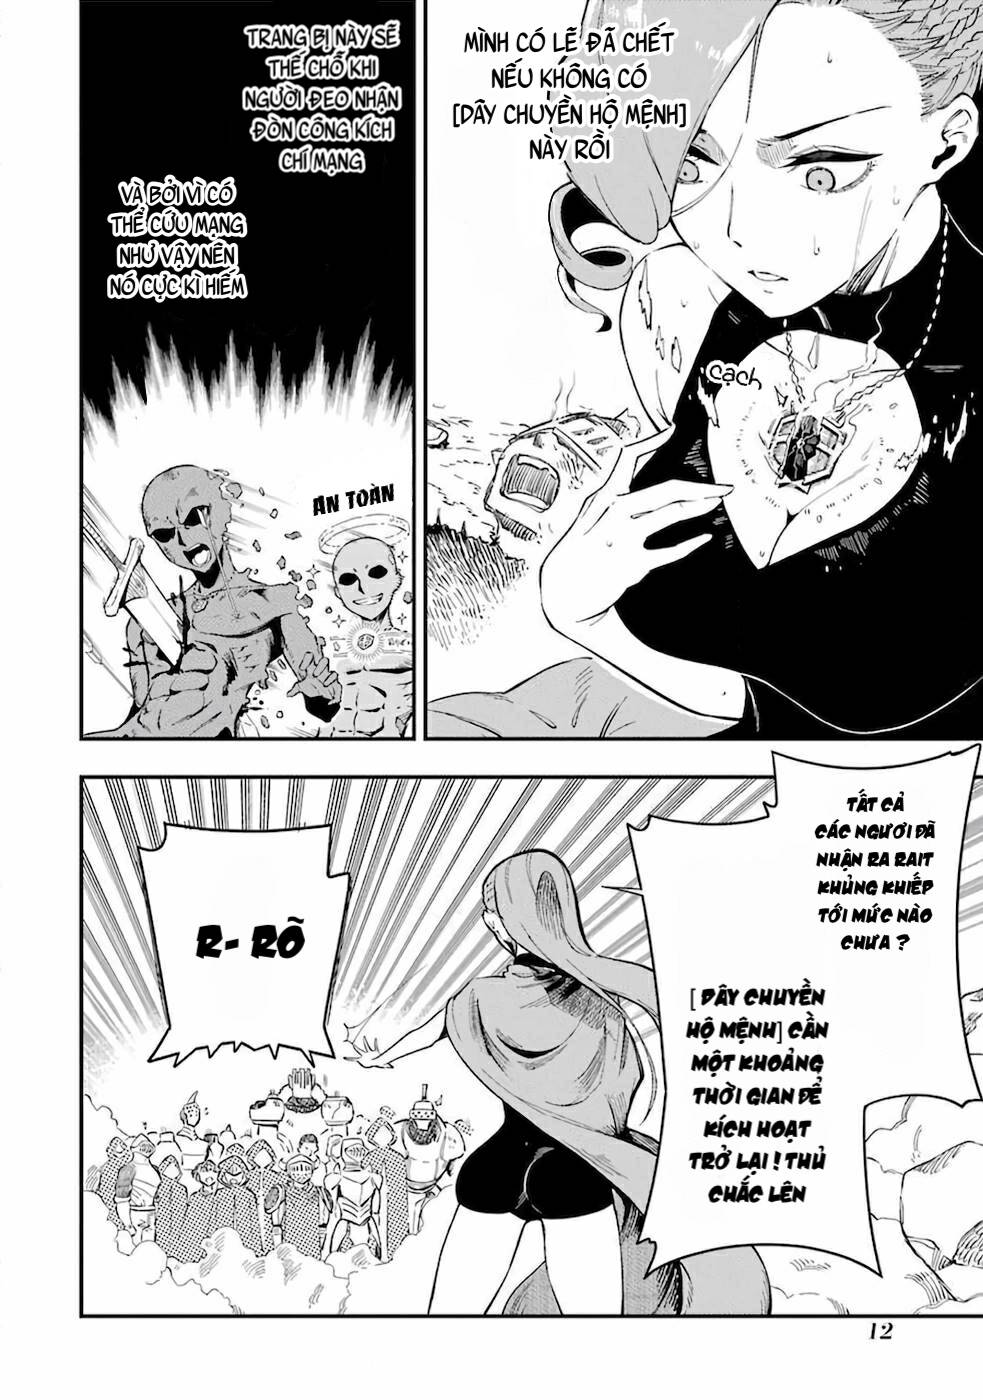 MÌNH CÓ LẼ ĐÃ CHẾT
NẾU KHÔNG CÓ
[DÂY CHUYỀN HỘ MỆNH]
NÀY RỒI
CẠCH
TRANG BỊ NÀY SẼ
THẾ CHỖ KHI
NGƯỜI ĐEO NHẬN
ĐÒN CÔNG KÍCH
CHÍ MẠNG
VÀ BỞI VÌ CÓ
THỂ CỨU MẠNG
NHƯ VẬY NÊN
NÓ CỰC KÌ HIẾM
AN TOÀN
TẤT CẢ
CÁC NGƯƠI ĐÃ
NHẬN RA RAIT
KHỦNG KHIẾP
TỚI MỨC NÀO
CHƯA ?
[ DÂY CHUYỀN
HỘ MỆNH] CẦN
MỘT KHOẢNG
THỜI GIAN ĐỂ
KÍCH HOẠT
TRỞ LẠI ! THỦ
CHẮC LÊN
R- RÕ
12